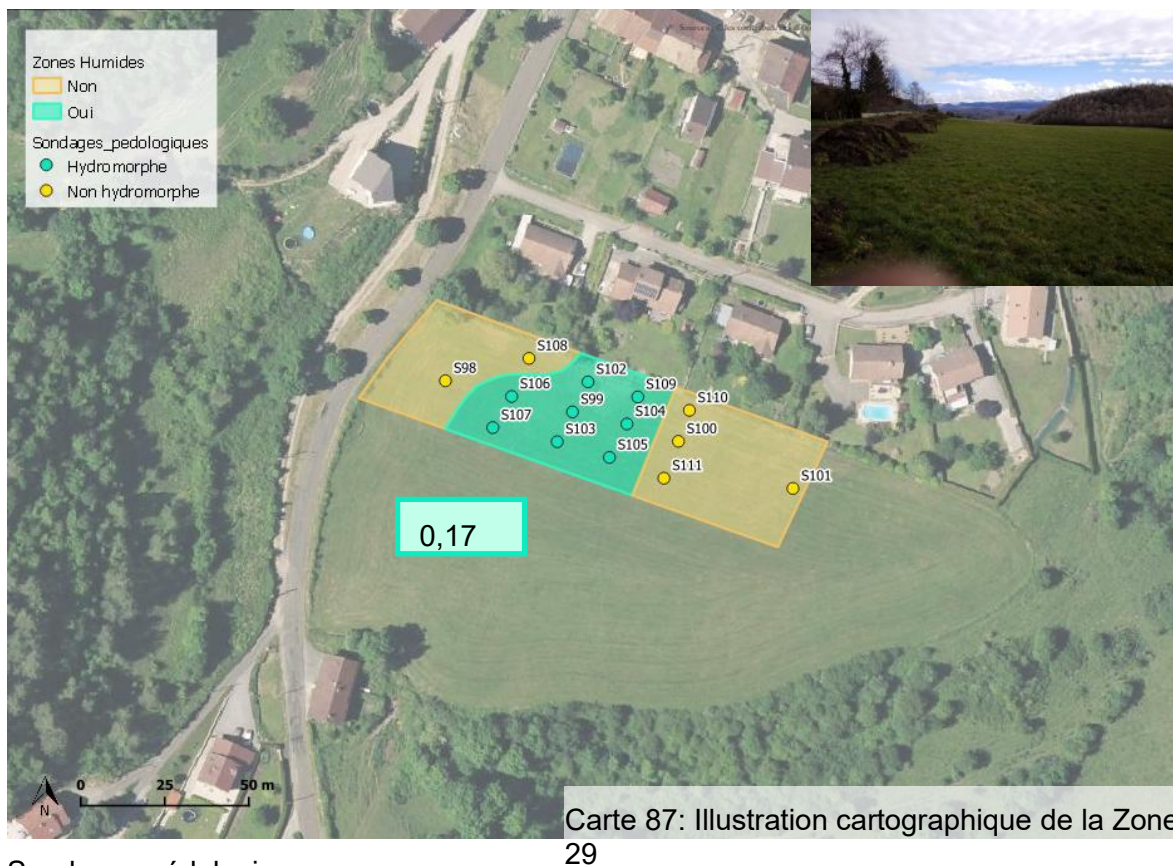 Zones Humides
Non
Oui
Sondages_pedologiques
Hydromorphe
Non hydromorphe
S108
S98
S102
S106
S109
S99
S110
S107
S104
S103
S100
S105
S111
S101
0,17
N
0 25 50 m
Carte 87: Illustration cartographique de la Zone
29